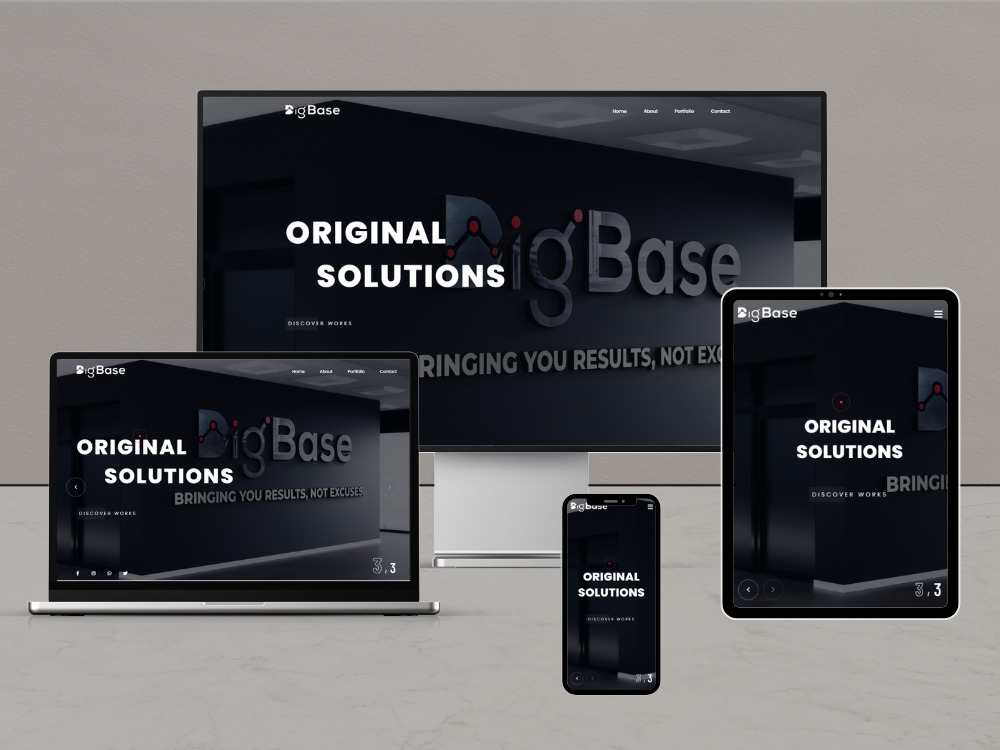 DigBase
Home About Portfolio Contact
DigBase
ORIGINAL
SOLUTIONS
DISCOVER WORKS
RINGING YOU RESULTS, NOT EXC
DigBase
Home About Portfolio Contact
DigBase
ORIGINAL
SOLUTIONS
BRINGING YOU RESULTS, NOT EXCUSES
DISCOVER WORKS
3/3
DigBase
ORIGINAL
SOLUTIONS
BRINGI
DISCOVER WORKS
3/3
DigBase
ORIGINAL
SOLUTIONS
DISCOVER WORKS
3/3